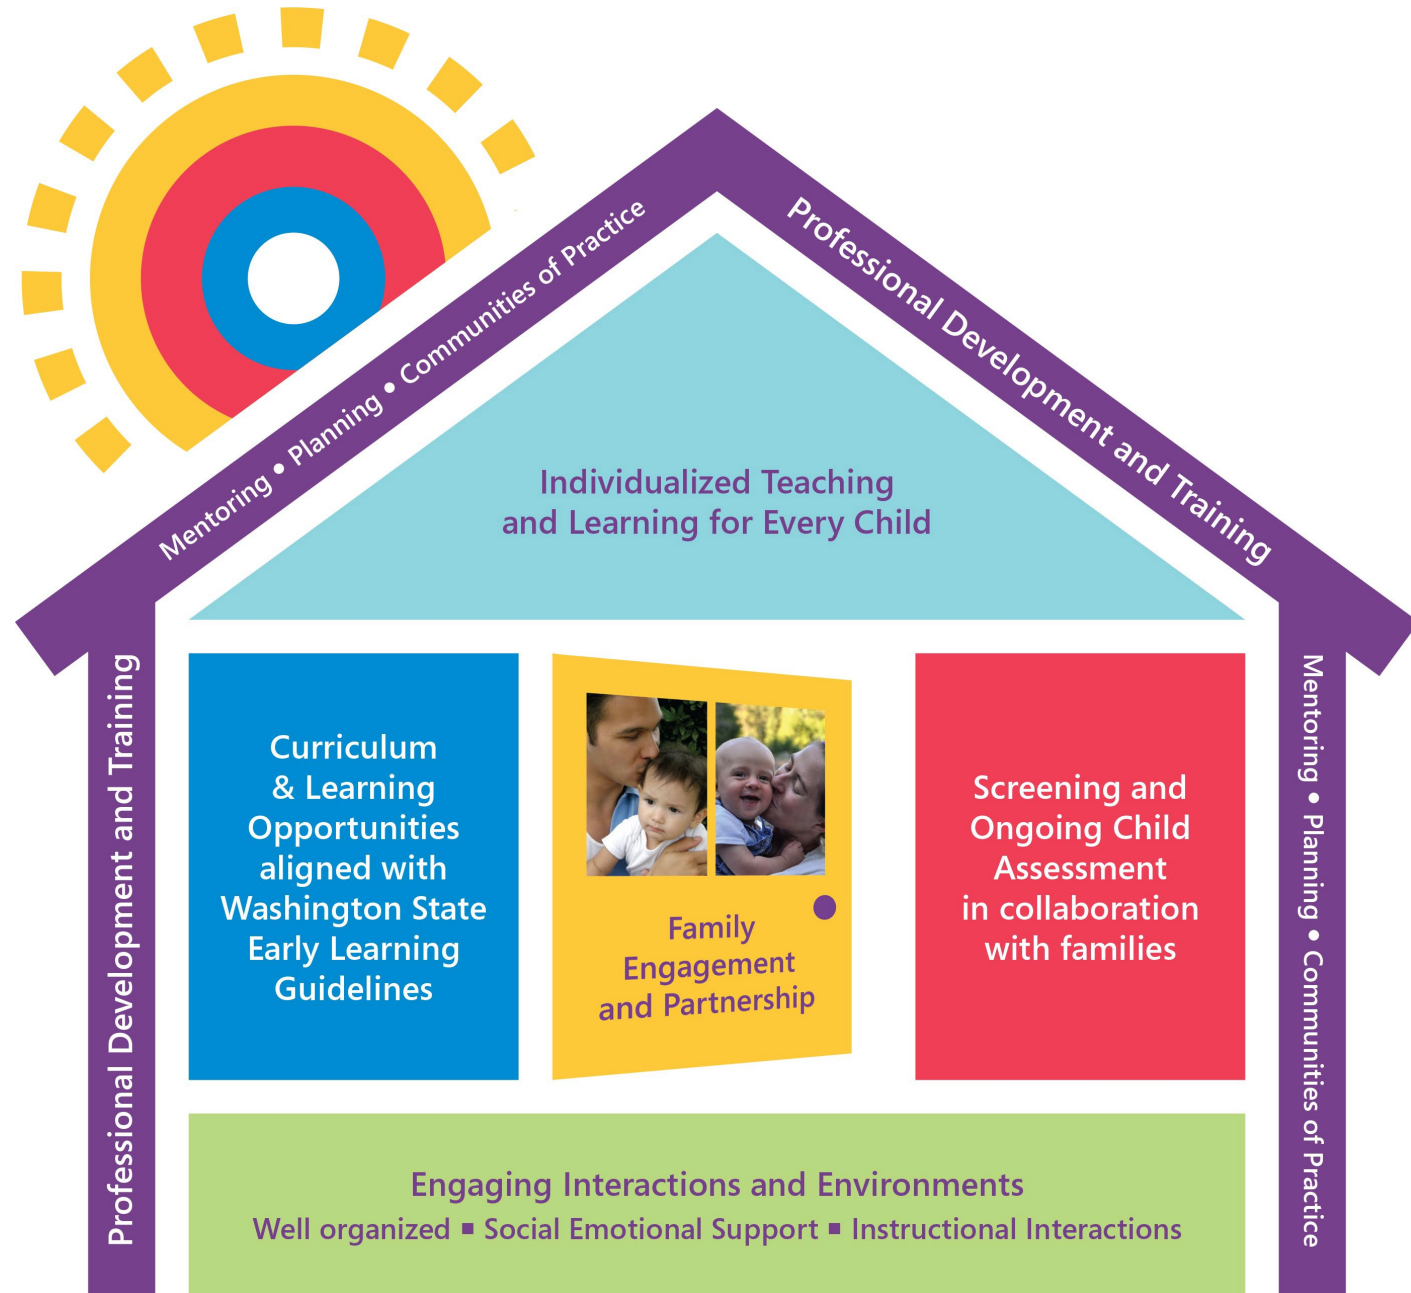 Mentoring • Planning • Communities of Practice
Professional Development and Training
Individualized Teaching
and Learning for Every Child
Professional Development and Training
Curriculum
& Learning
Opportunities
aligned with
Washington State
Early Learning
Guidelines
Family
Engagement
and Partnership
Screening and
Ongoing Child
Assessment
in collaboration
with families
Mentoring • Planning • Communities of Practice
Engaging Interactions and Environments
Well organized ▪ Social Emotional Support ▪ Instructional Interactions